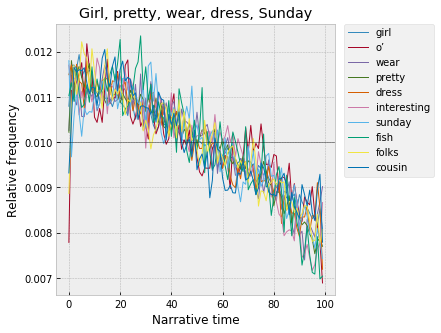 Girl, pretty, wear, dress, Sunday
Relative frequency
0.012
0.011
0.010
0.009
0.008
0.007
0
20
40
60
80
100
Narrative time
girl
o’
wear
pretty
dress
interesting
sunday
fish
folks
cousin